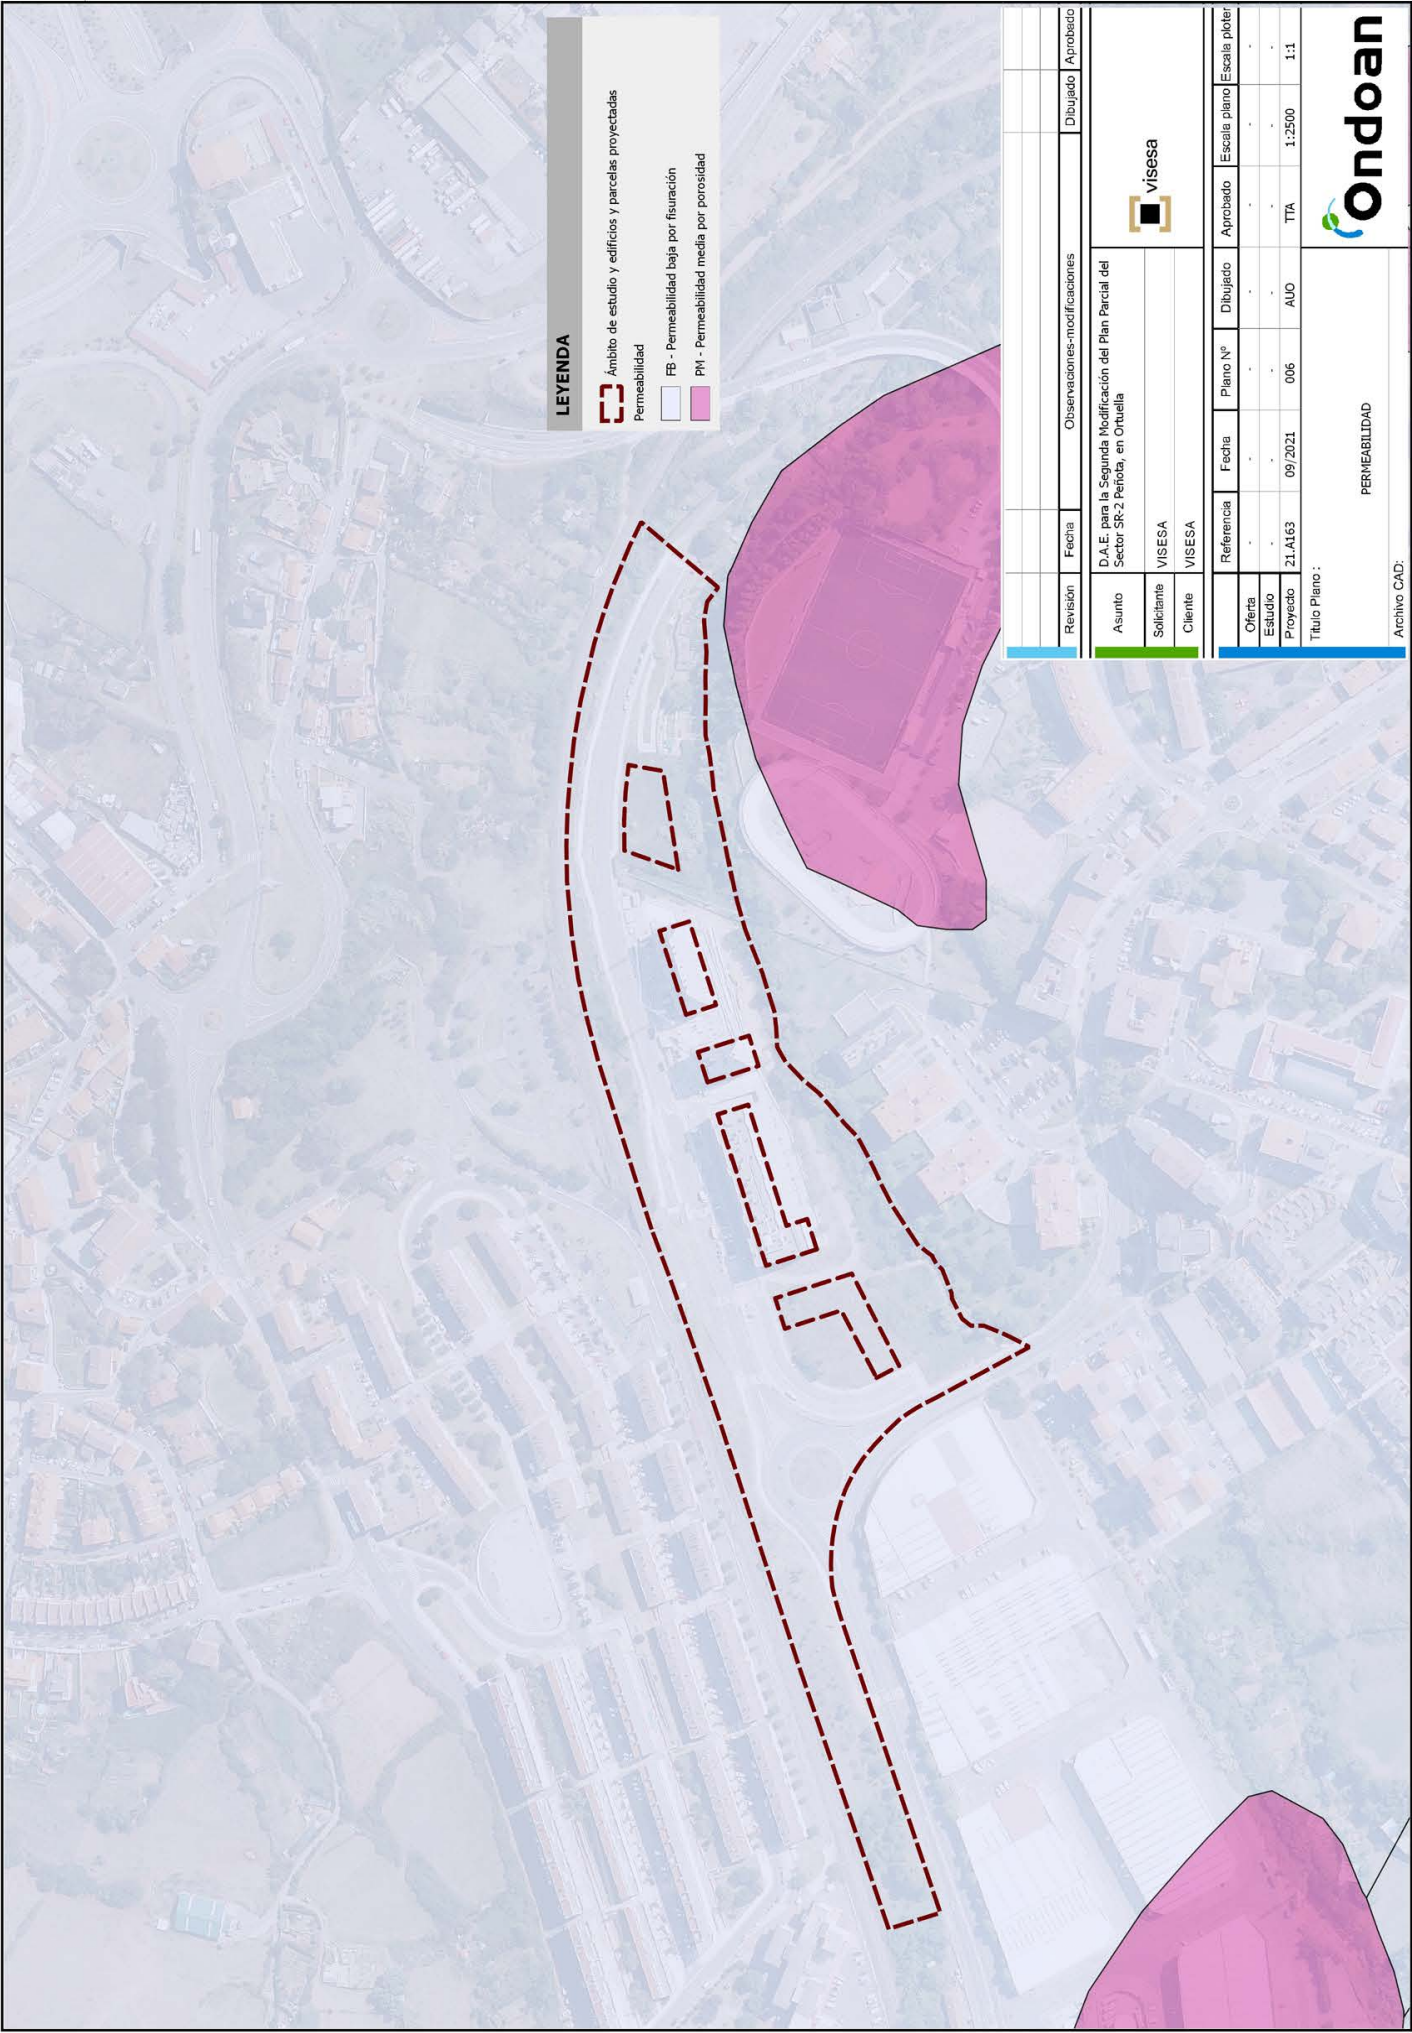 LEYENDA
Ámbito de estudio y edificios y parcelas proyectadas
Permeabilidad
FB - Permeabilidad baja por fisuración
PM - Permeabilidad media por porosidad
Revisión Fecha Observaciones-modificaciones Dibujado Aprobado
Asunto D.A.E. para la Segunda Modificación del Plan Parcial del
Sector SR-2 Peñota, en Ortuella
Solicitante VISESA
Cliente VISESA
visesa
Referencia Fecha Plano Nº Dibujado Aprobado Escala plano Escala ploter
Oferta - - - - - - -
Estudio - - - - - - -
Proyecto 21.A163 09/2021 006 AUO TTA 1:2500 1:1
Título Plano :
PERMEABILIDAD
Archivo CAD:
Ondoan